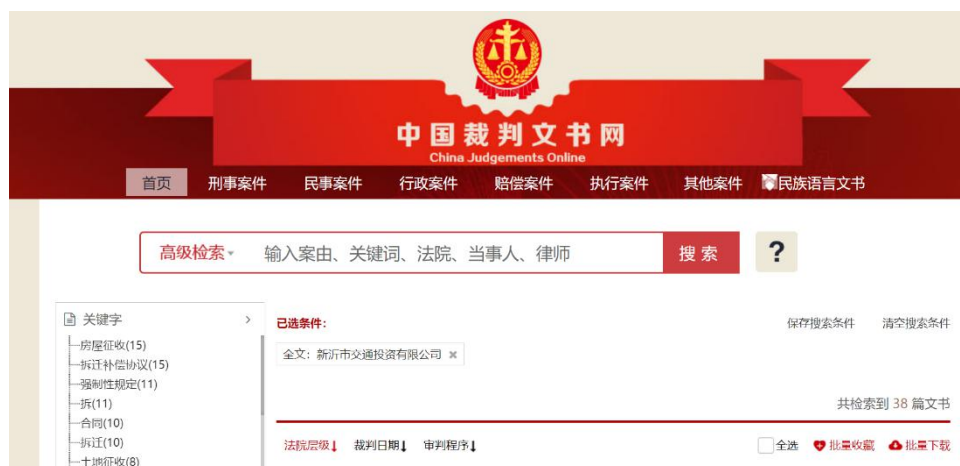 中国裁判文书网
China Judgements Online
首页 刑事案件 民事案件 行政案件 赔偿案件 执行案件 其他案件 民族语言文书
高级检索 输入案由、关键词、法院、当事人、律师 搜索 ?
关键字 >
房屋征收(15)
拆迁补偿协议(15)
强制性规定(11)
拆(11)
合同(10)
拆迁(10)
土地征收(8)
已选条件: 保存搜索条件 清空搜索条件
全文: 新沂市交通投资有限公司 ×
共检索到 38 篇文书
法院层级↓ 裁判日期↓ 审判程序↓ 全选 批量收藏 批量下载